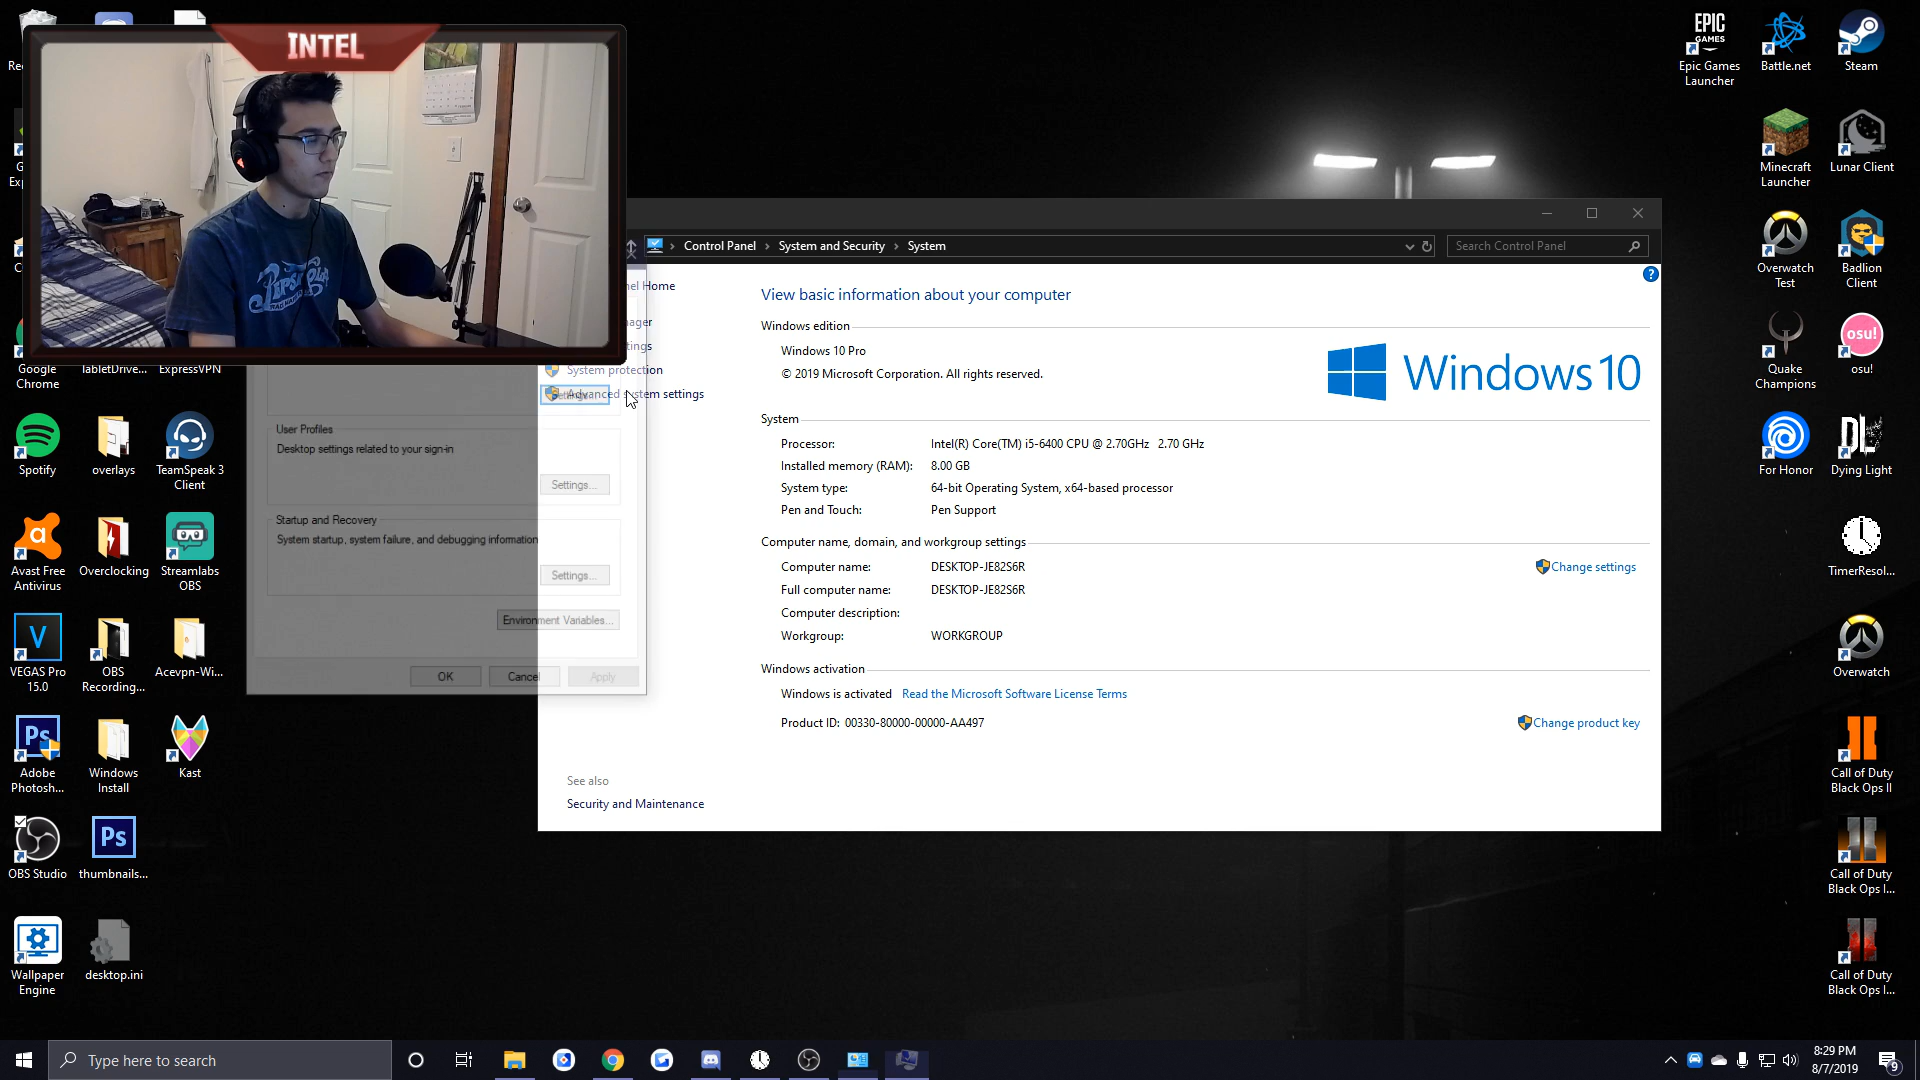 INTEL
Control Panel
System and Security
System
Search Control Panel
View basic information about your computer
Windows edition
Windows 10 Pro
© 2019 Microsoft Corporation. All rights reserved.
Windows 10
System
Processor: Intel(R) Core(TM) i5-6400 CPU @ 2.70GHz 2.70 GHz
Installed memory (RAM): 8.00 GB
System type: 64-bit Operating System, x64-based processor
Pen and Touch: Pen Support
Computer name, domain, and workgroup settings
Computer name: DESKTOP-JE82S6R
Change settings
Full computer name: DESKTOP-JE82S6R
Computer description:
Workgroup: WORKGROUP
Windows activation
Windows is activated Read the Microsoft Software License Terms
Product ID: 00330-80000-00000-AA497
Change product key
Home
System protection
Advanced system settings
See also
Security and Maintenance
User Profiles
Desktop settings related to your sign-in
Settings...
Startup and Recovery
System startup, system failure, and debugging information
Settings...
Environment Variables...
OK
Cancel
Apply
Google
Chrome
TabletDrive...
ExpressVPN
Spotify
overlays
TeamSpeak 3
Client
Avast Free
Antivirus
Overclocking
Streamlabs
OBS
VEGAS Pro
15.0
OBS
Recording...
Acevpn-Wi...
Adobe
Photosh...
Windows
Install
Kast
OBS Studio
Ps
thumbnails...
Wallpaper
Engine
desktop.ini
EPIC
GAMES
Epic Games
Launcher
Battle.net
Steam
Minecraft
Launcher
Lunar Client
Overwatch
Test
Badlion
Client
Quake
Champions
osu!
osu!
For Honor
DL
Dying Light
TimerResol...
Overwatch
Call of Duty
Black Ops II
Call of Duty
Black Ops I...
Call of Duty
Black Ops I...
Type here to search
8:29 PM
8/7/2019
9